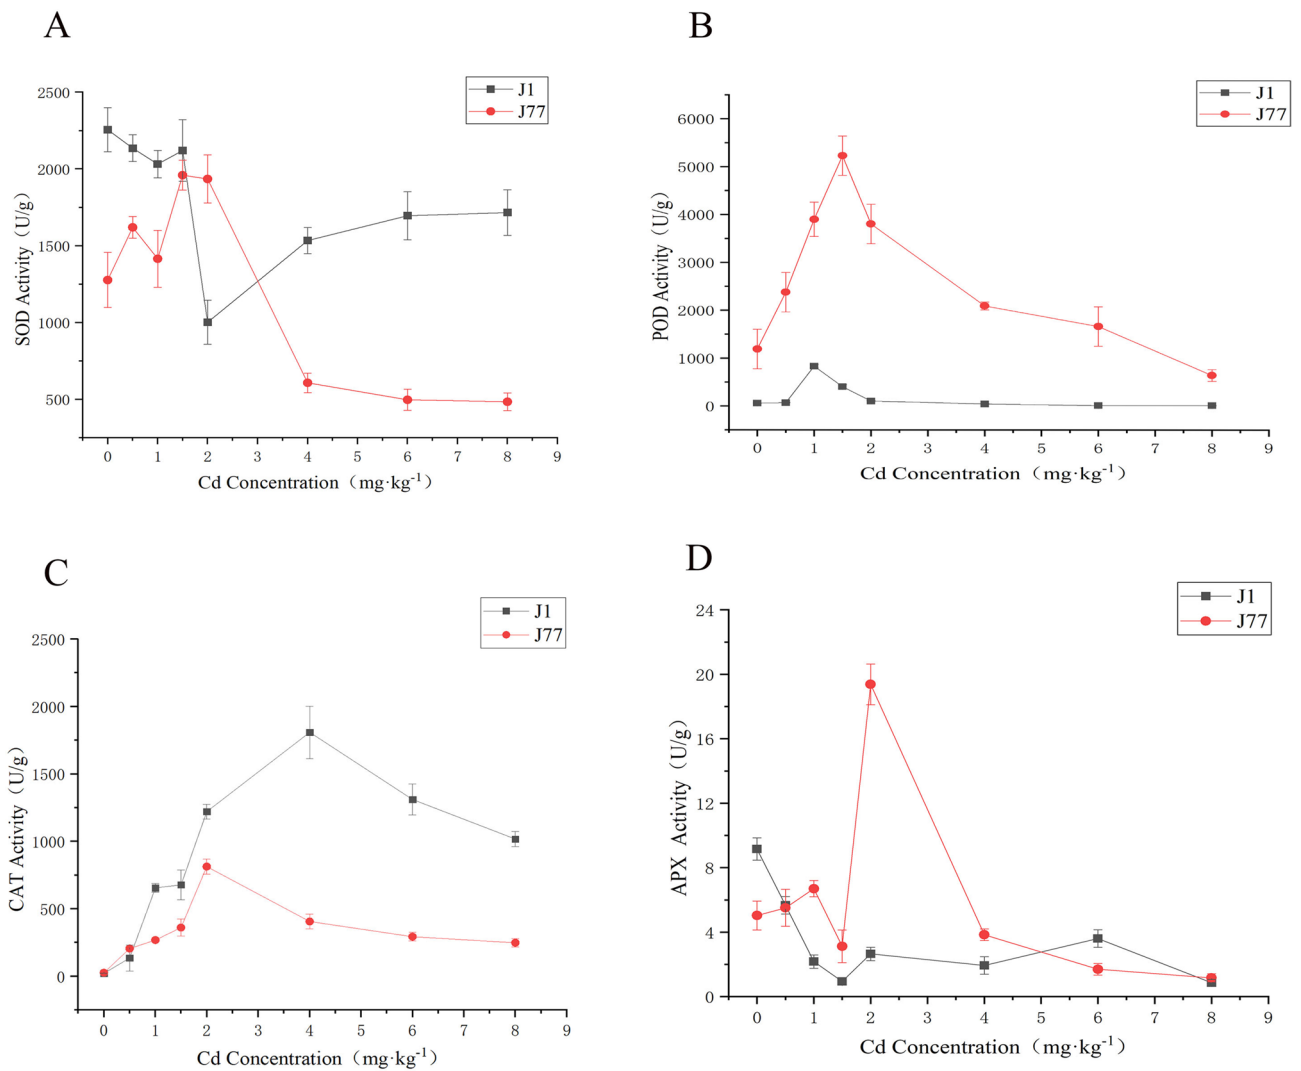 A
J1
J77
2500
2000
1500
1000
500
SOD Activity（U/g）
0 1 2 3 4 5 6 7 8 9
Cd Concentration（mg·kg-1）
B
J1
J77
6000
5000
4000
3000
2000
1000
0
POD Activity（U/g）
0 1 2 3 4 5 6 7 8 9
Cd Concentration（mg·kg-1）
C
J1
J77
2500
2000
1500
1000
500
0
CAT Activity（U/g）
0 1 2 3 4 5 6 7 8 9
Cd Concentration（mg·kg-1）
D
J1
J77
24
20
16
12
8
4
0
APX Activity（U/g）
0 1 2 3 4 5 6 7 8 9
Cd Concentration（mg·kg-1）